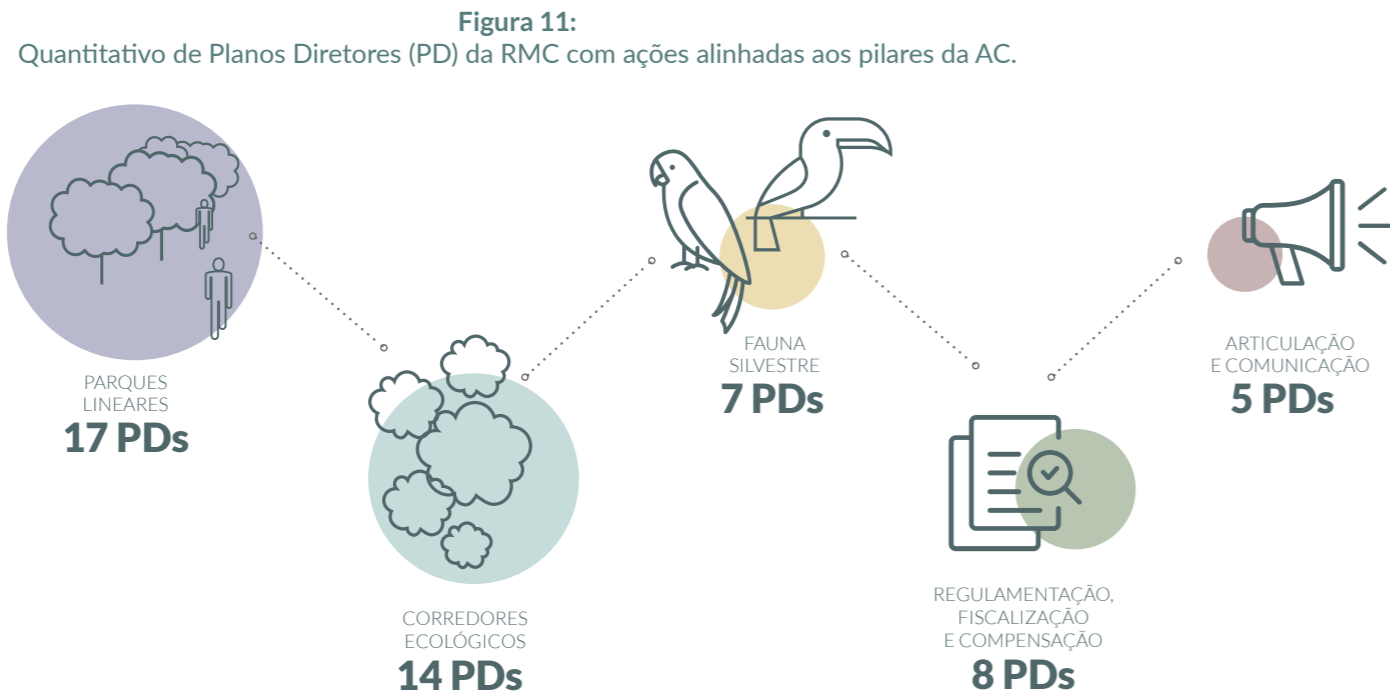 Figura 11:
Quantitativo de Planos Diretores (PD) da RMC com ações alinhadas aos pilares da AC.
PARQUES
LINEARES
17 PDs
CORREDORES
ECOLÓGICOS
14 PDs
FAUNA
SILVESTRE
7 PDs
REGULAMENTAÇÃO,
FISCALIZAÇÃO
E COMPENSAÇÃO
8 PDs
ARTICULAÇÃO
E COMUNICAÇÃO
5 PDs